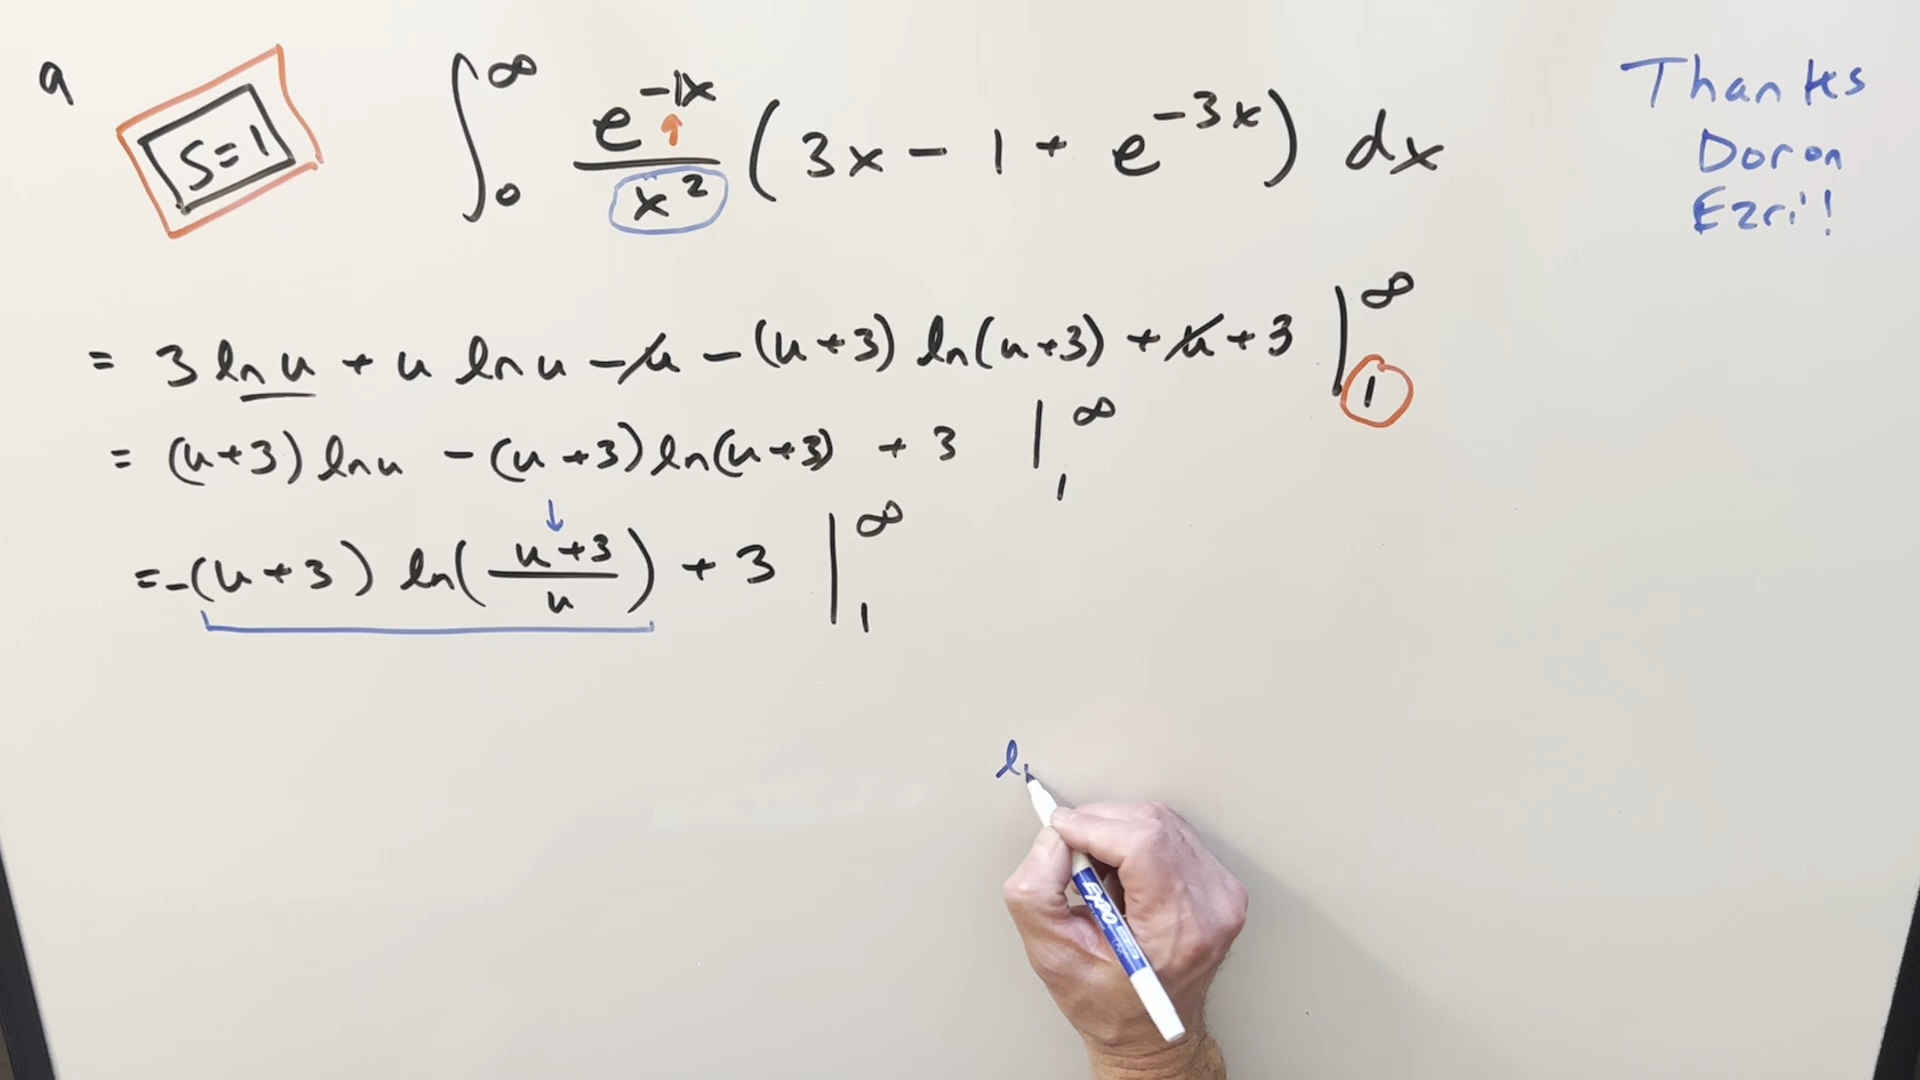 a
S=1
∫₀^∞ e^{-1x}/x² (3x - 1 + e^{-3x}) dx
Thanks
Doron
Ezri!
= 3 ln u + u ln u - u - (u+3) ln(u+3) + u + 3 |₁^∞
= (u+3) ln u - (u+3) ln(u+3) + 3 |₁^∞
= -(u+3) ln((u+3)/u) + 3 |₁^∞
EXPO